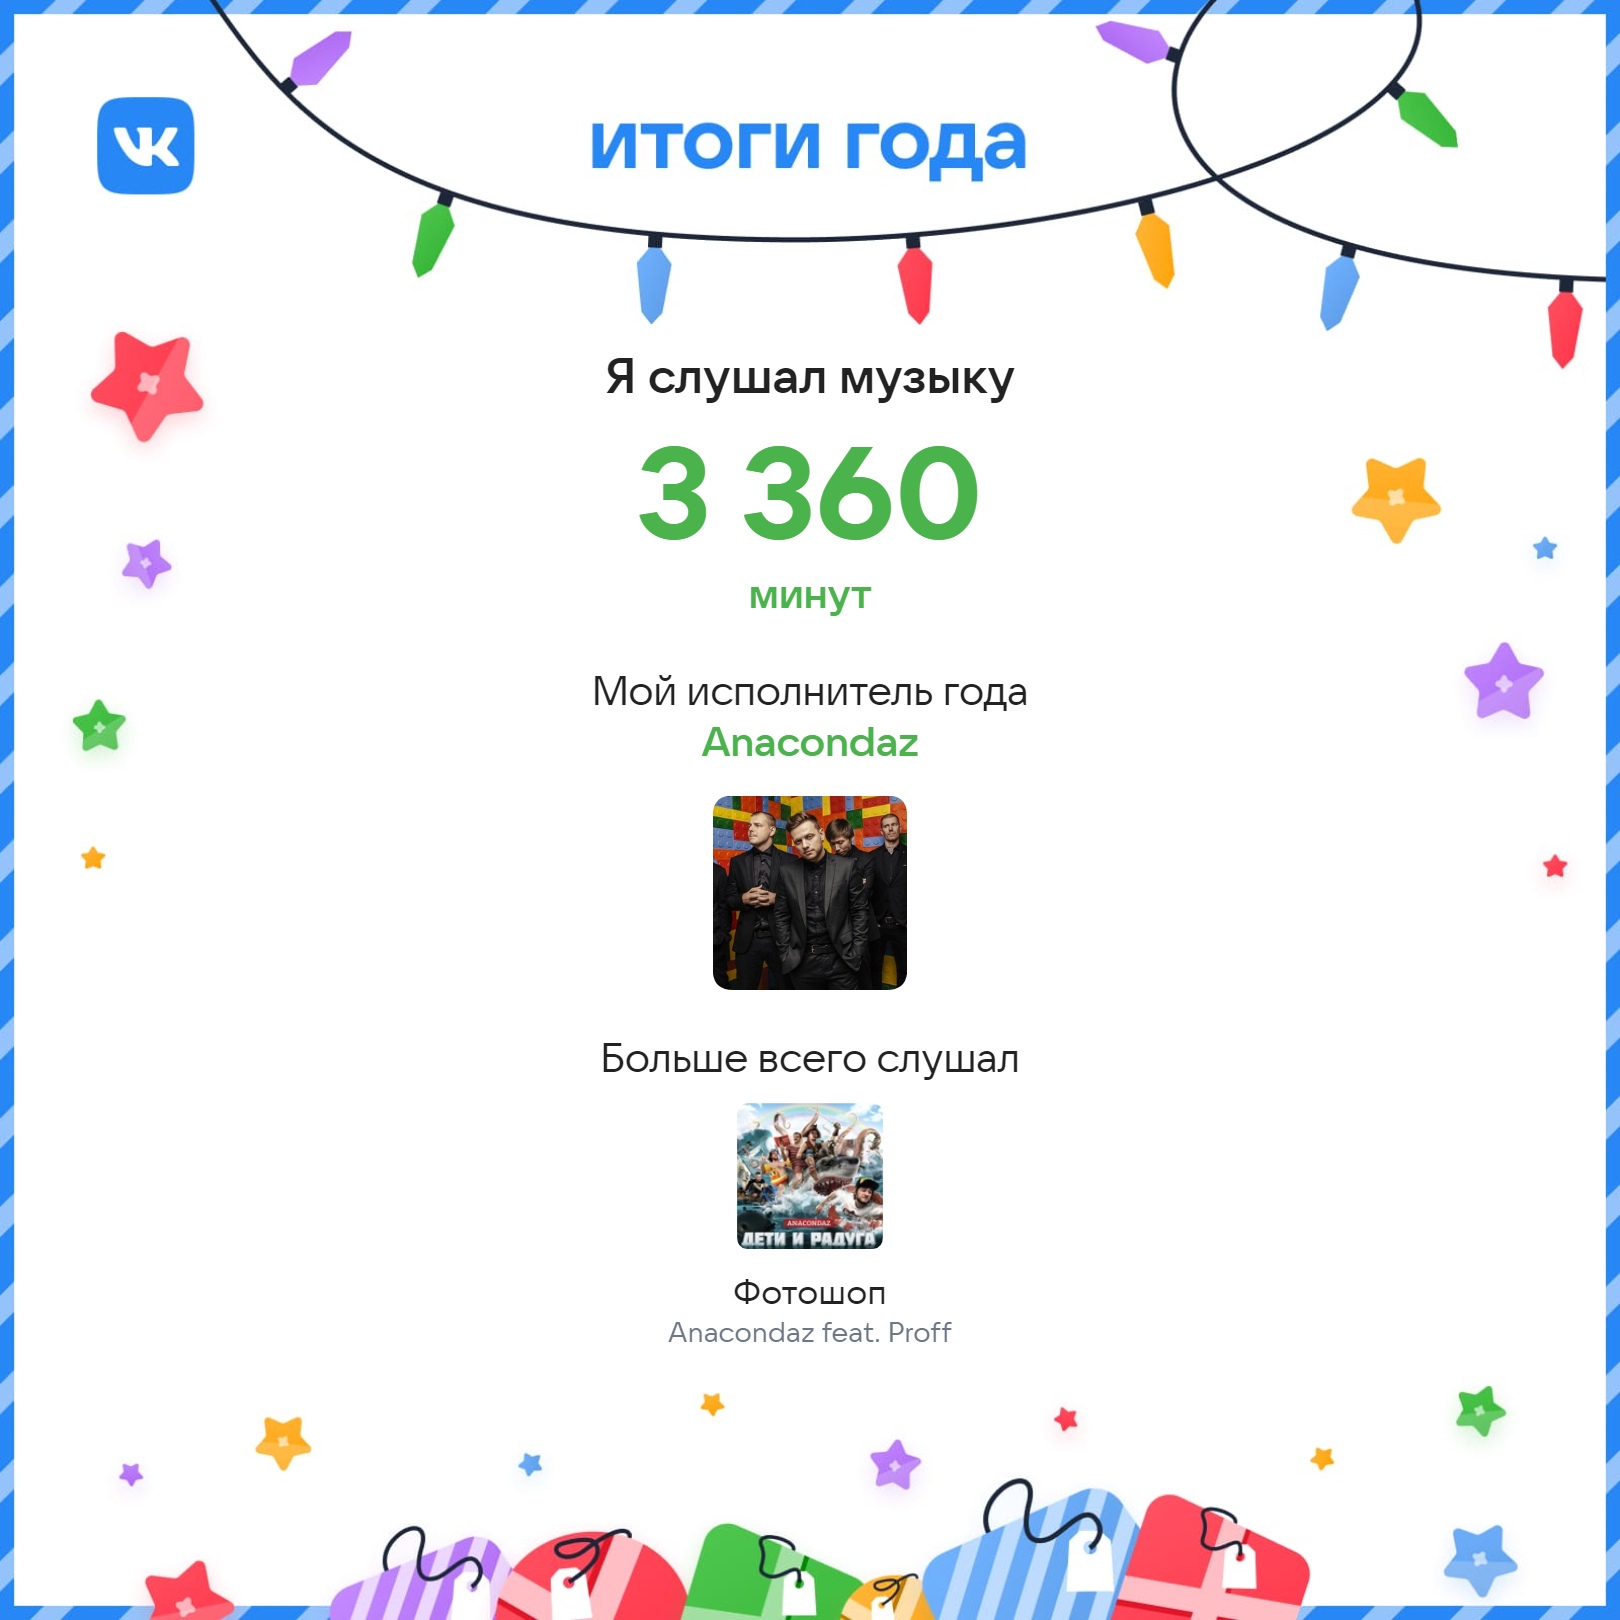 VK
итоги года
Я слушал музыку
3 360
минут
Мой исполнитель года
Anacondaz
Больше всего слушал
ANACONDAZ
ДЕТИ И РАДУГА
Фотошоп
Anacondaz feat. Proff